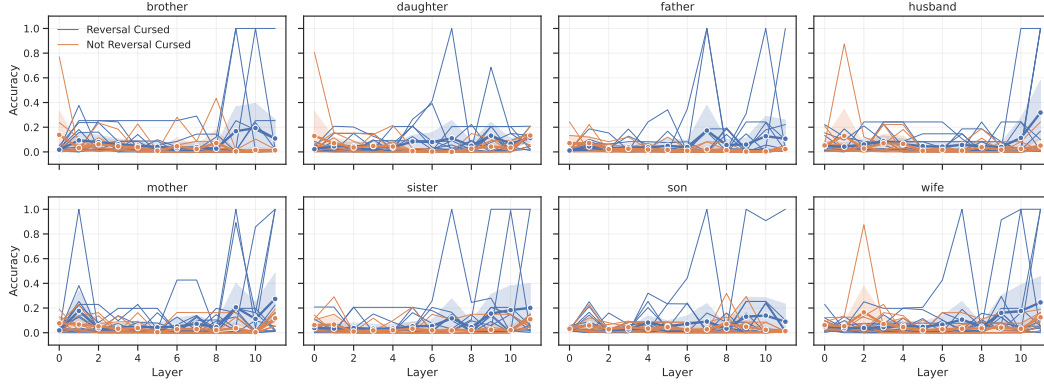 brother
daughter
father
husband
1.0
0.8
0.6
0.4
0.2
0.0
Accuracy
Reversal Cursed
Not Reversal Cursed
mother
sister
son
wife
1.0
0.8
0.6
0.4
0.2
0.0
Accuracy
0 2 4 6 8 10
0 2 4 6 8 10
0 2 4 6 8 10
0 2 4 6 8 10
Layer
Layer
Layer
Layer